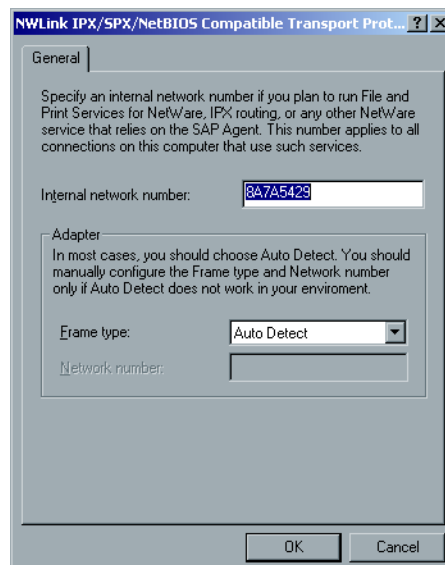 NWLink IPX/SPX/NetBIOS Compatible Transport Prot... ? X
General
Specify an internal network number if you plan to run File and
Print Services for NetWare, IPX routing, or any other NetWare
service that relies on the SAP Agent. This number applies to all
connections on this computer that use such services.
Internal network number: 8A7A5429
Adapter
In most cases, you should choose Auto Detect. You should
manually configure the Frame type and Network number
only if Auto Detect does not work in your enviroment.
Frame type: Auto Detect
Network number:
OK Cancel